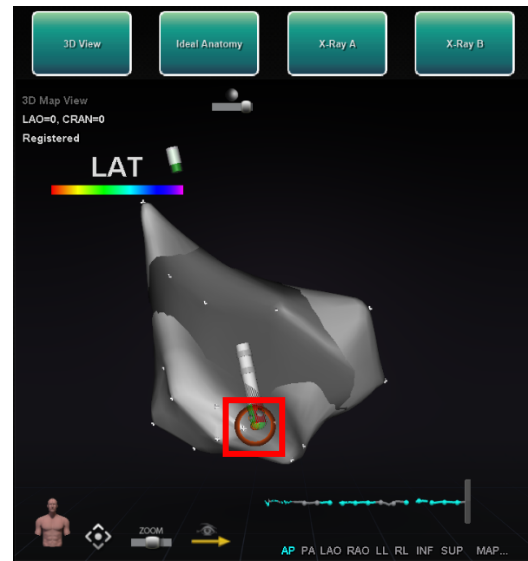 3D View
Ideal Anatomy
X-Ray A
X-Ray B
3D Map View
LAO=0, CRAN=0
Registered
LAT
ZOOM
AP PA LAO RAO LL RL INF SUP MAP...